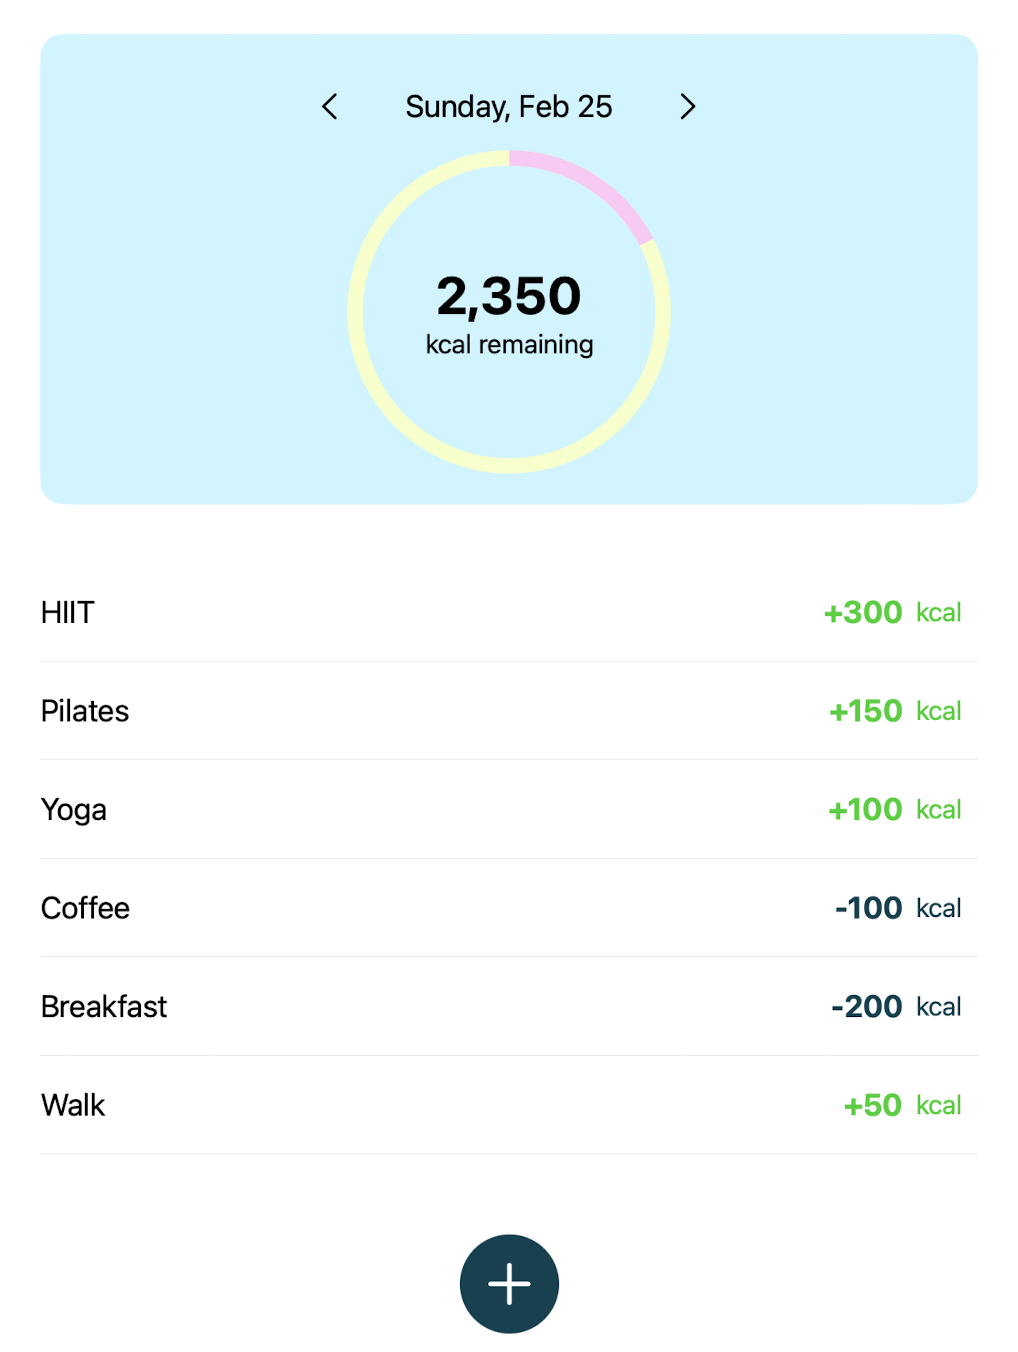 Sunday, Feb 25
2,350
kcal remaining
HIIT +300 kcal
Pilates +150 kcal
Yoga +100 kcal
Coffee -100 kcal
Breakfast -200 kcal
Walk +50 kcal